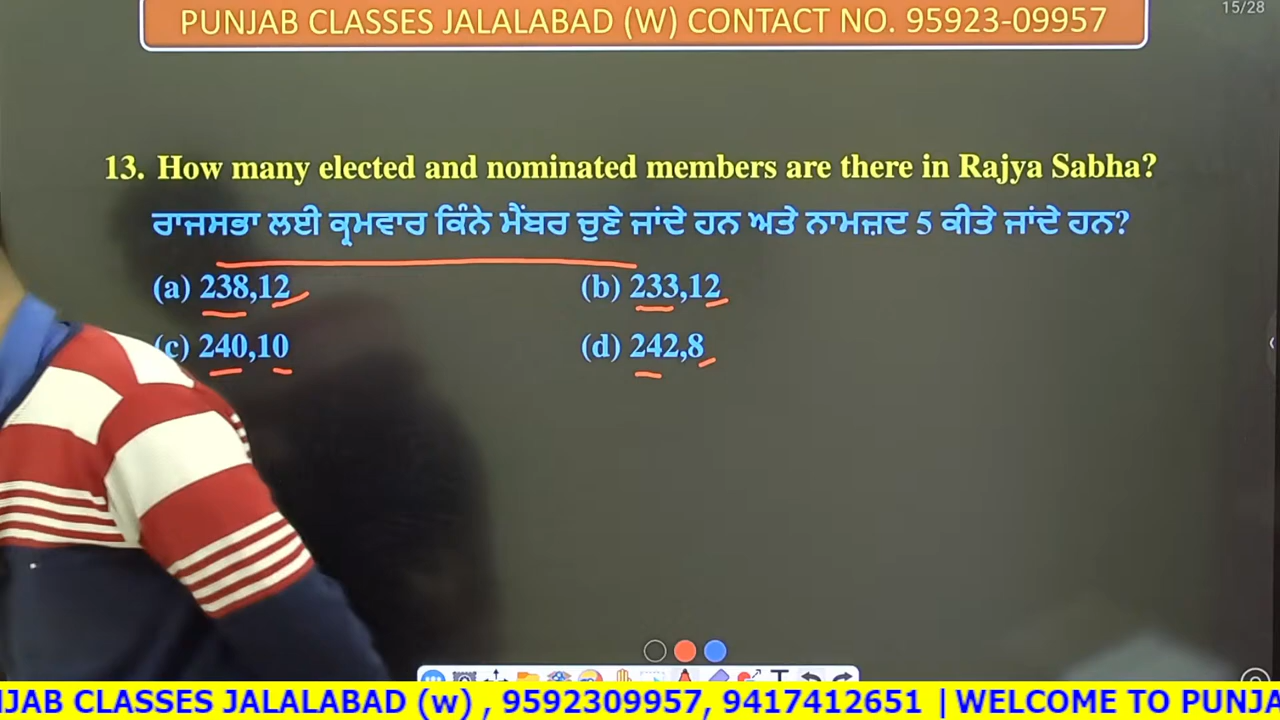 PUNJAB CLASSES JALALABAD (W) CONTACT NO. 95923-09957
15/28
13. How many elected and nominated members are there in Rajya Sabha?
ਰਾਜਸਭਾ ਲਈ ਕ੍ਰਮਵਾਰ ਕਿੰਨੇ ਮੈਂਬਰ ਚੁਣੇ ਜਾਂਦੇ ਹਨ ਅਤੇ ਨਾਮਜ਼ਦ 5 ਕੀਤੇ ਜਾਂਦੇ ਹਨ?
(a) 238,12 (b) 233,12
(c) 240,10 (d) 242,8
JAB CLASSES JALALABAD (w) , 9592309957, 9417412651 | WELCOME TO PUNJA